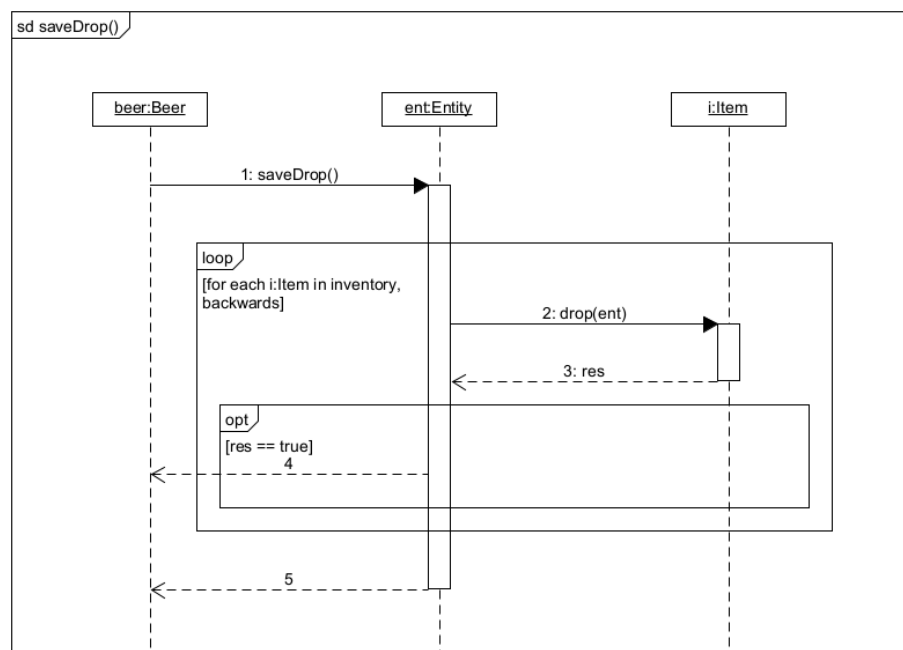 sd saveDrop()
beer:Beer
ent:Entity
i:Item
1: saveDrop()
loop
[for each i:Item in inventory,
backwards]
2: drop(ent)
3: res
opt
[res == true]
4
5